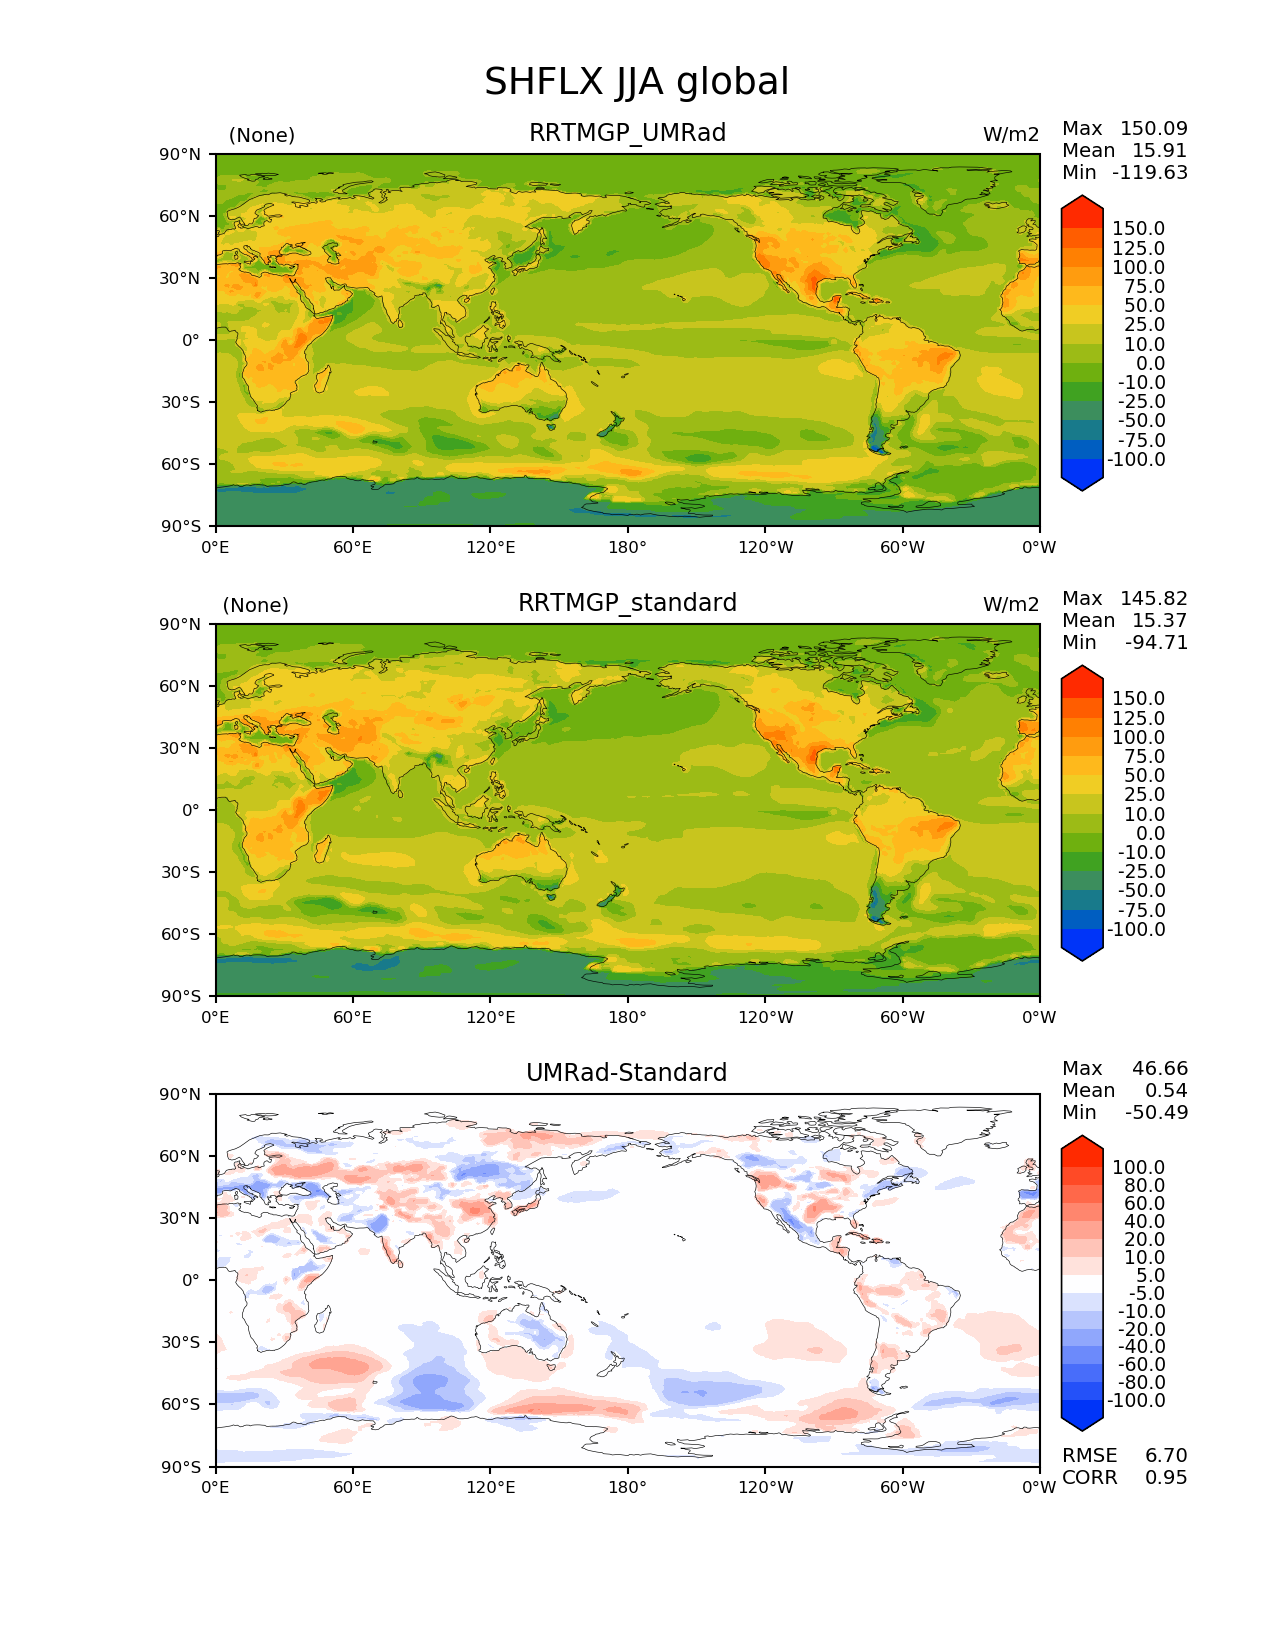 SHFLX JJA global
(None) RRTMGP_UMRad W/m2
Max 150.09
Mean 15.91
Min -119.63
90°N
60°N
30°N
0°
30°S
60°S
90°S
0°E 60°E 120°E 180° 120°W 60°W 0°W
150.0
125.0
100.0
75.0
50.0
25.0
10.0
0.0
-10.0
-25.0
-50.0
-75.0
-100.0
(None) RRTMGP_standard W/m2
Max 145.82
Mean 15.37
Min -94.71
90°N
60°N
30°N
0°
30°S
60°S
90°S
0°E 60°E 120°E 180° 120°W 60°W 0°W
150.0
125.0
100.0
75.0
50.0
25.0
10.0
0.0
-10.0
-25.0
-50.0
-75.0
-100.0
UMRad-Standard
Max 46.66
Mean 0.54
Min -50.49
90°N
60°N
30°N
0°
30°S
60°S
90°S
0°E 60°E 120°E 180° 120°W 60°W 0°W
100.0
80.0
60.0
40.0
20.0
10.0
5.0
-5.0
-10.0
-20.0
-40.0
-60.0
-80.0
-100.0
RMSE 6.70
CORR 0.95